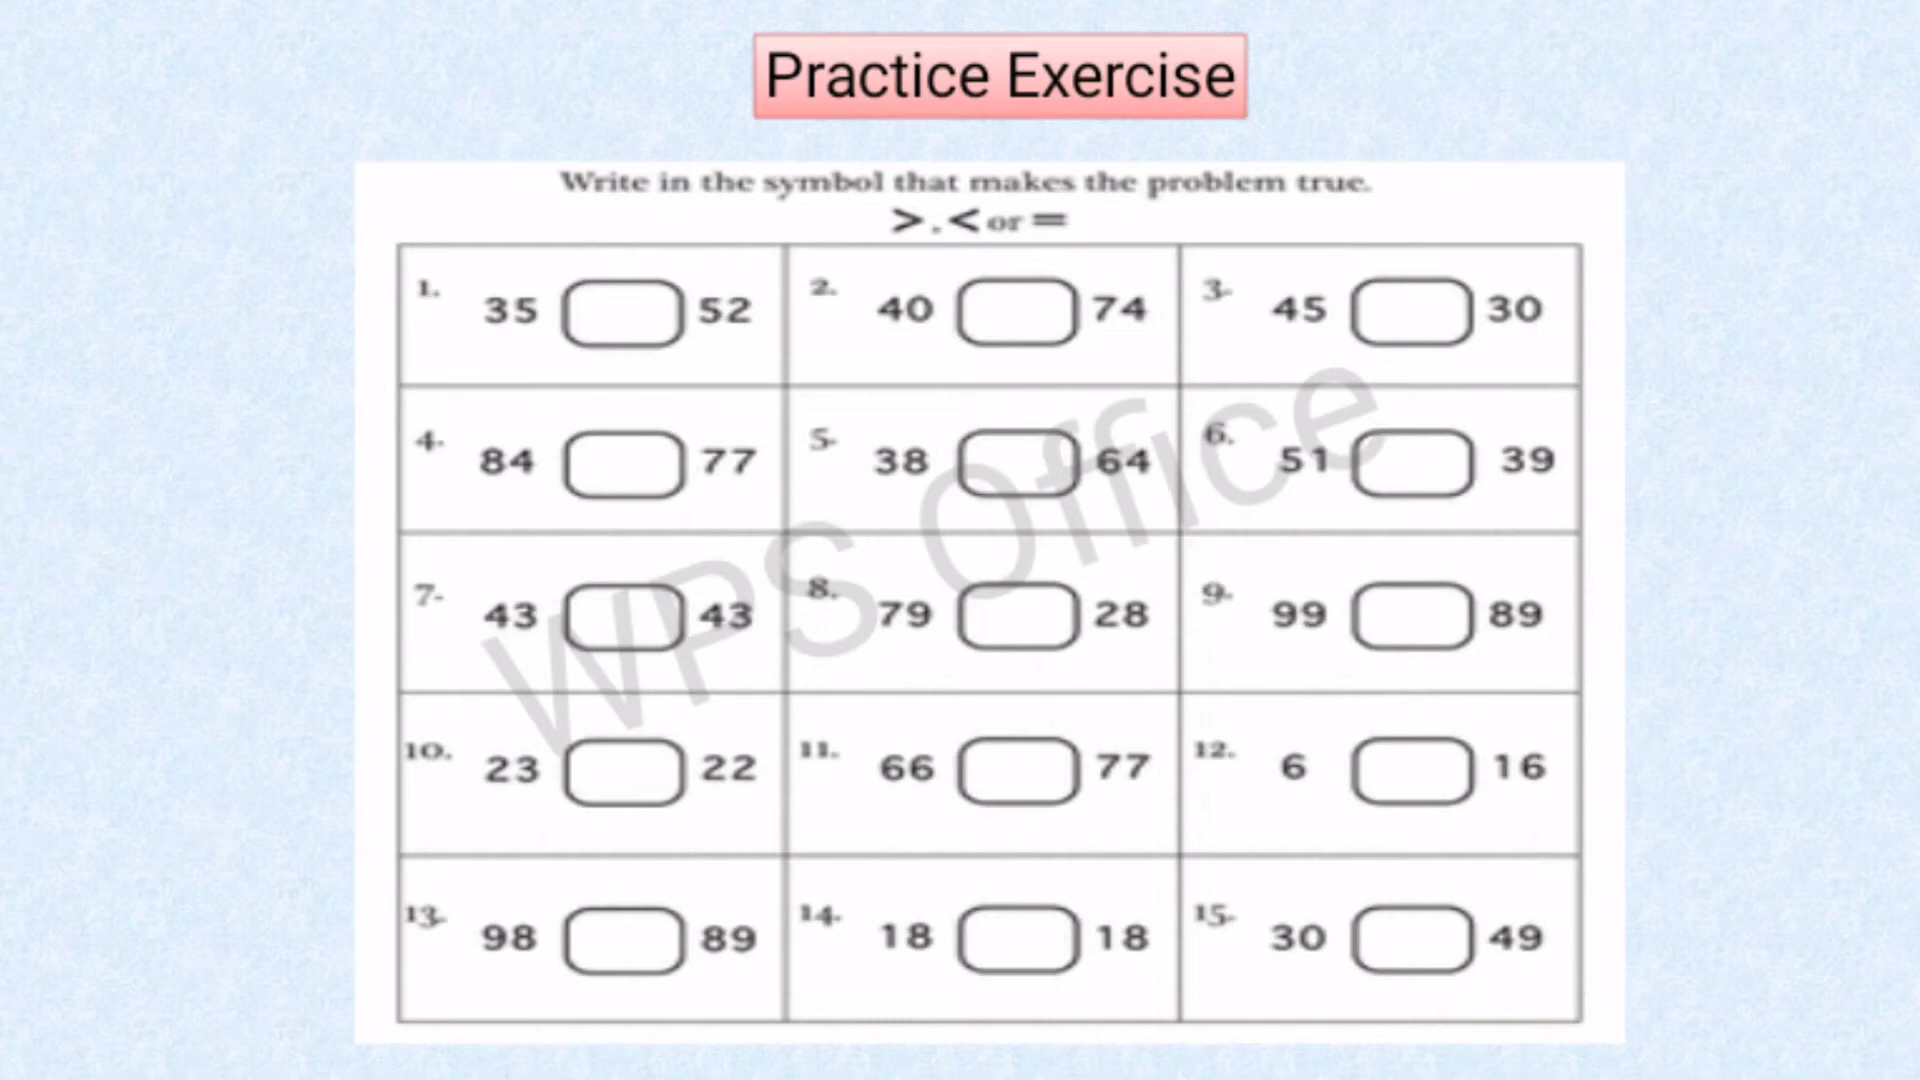 Practice Exercise
Write in the symbol that makes the problem true.
> , < or =
1. 35 52 2. 40 74 3. 45 30
4. 84 77 5. 38 64 6. 51 39
7. 43 43 8. 79 28 9. 99 89
10. 23 22 11. 66 77 12. 6 16
13. 98 89 14. 18 18 15. 30 49
WPS Office